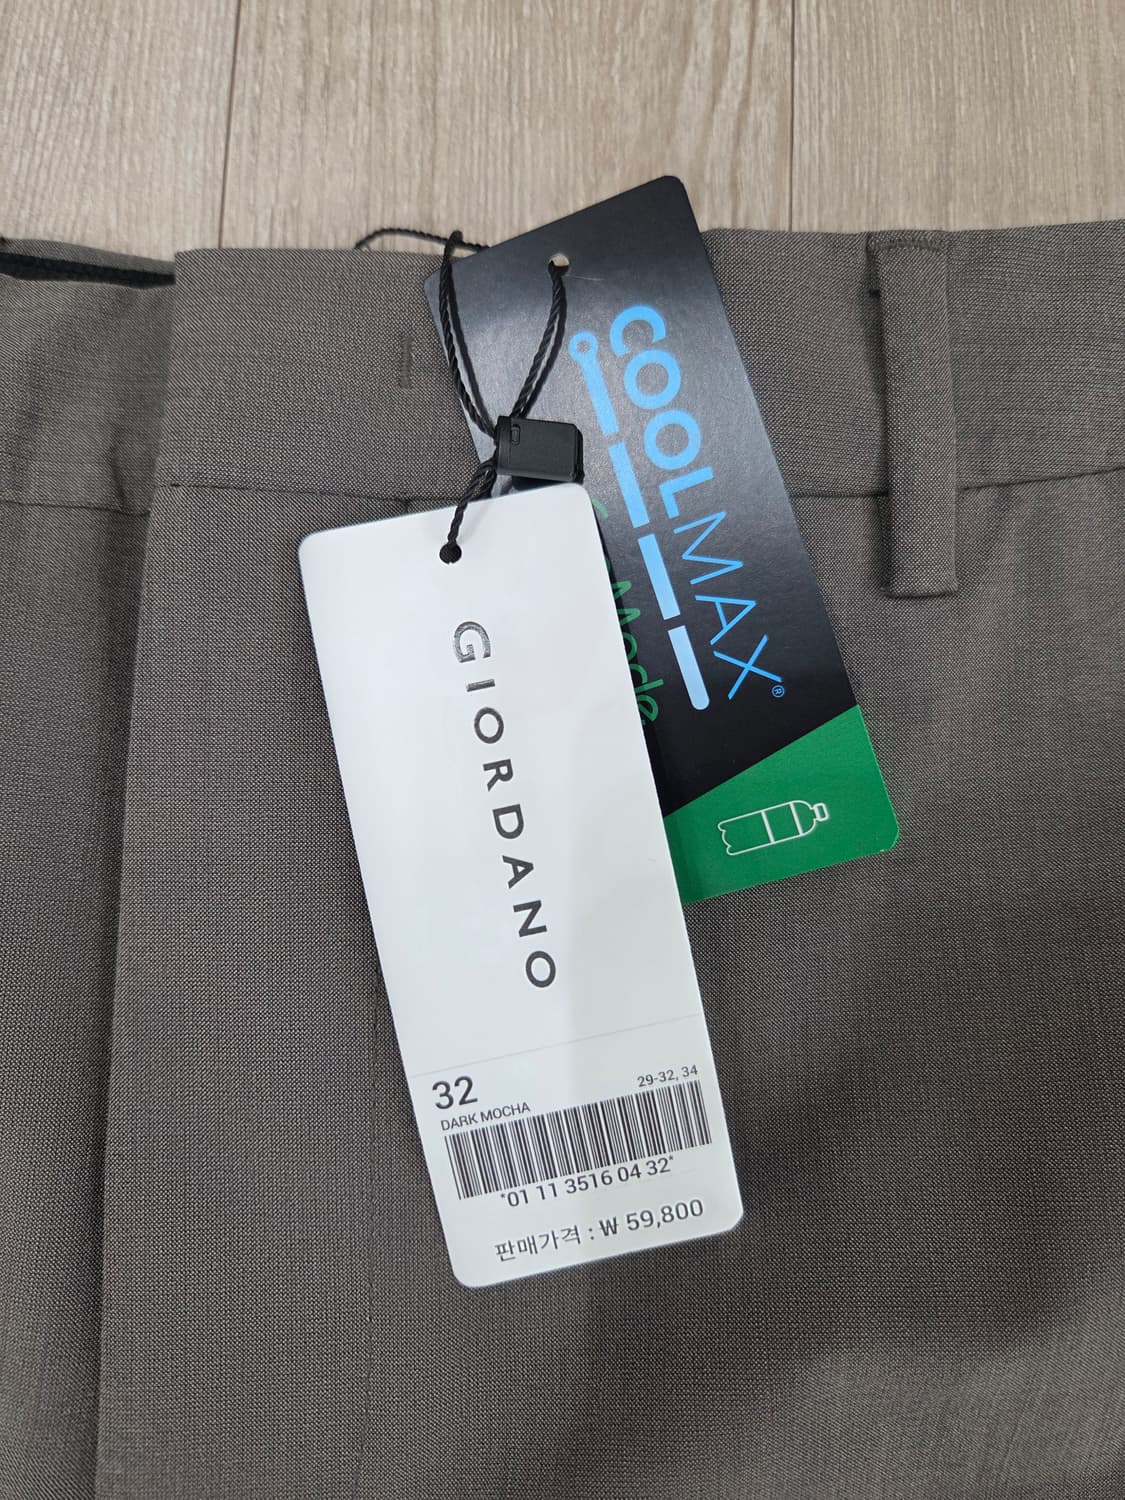 COOLMAX®
Made
GIORDANO
32
29-32, 34
DARK MOCHA
*01 11 3516 04 32*
판매가격 : ₩ 59,800